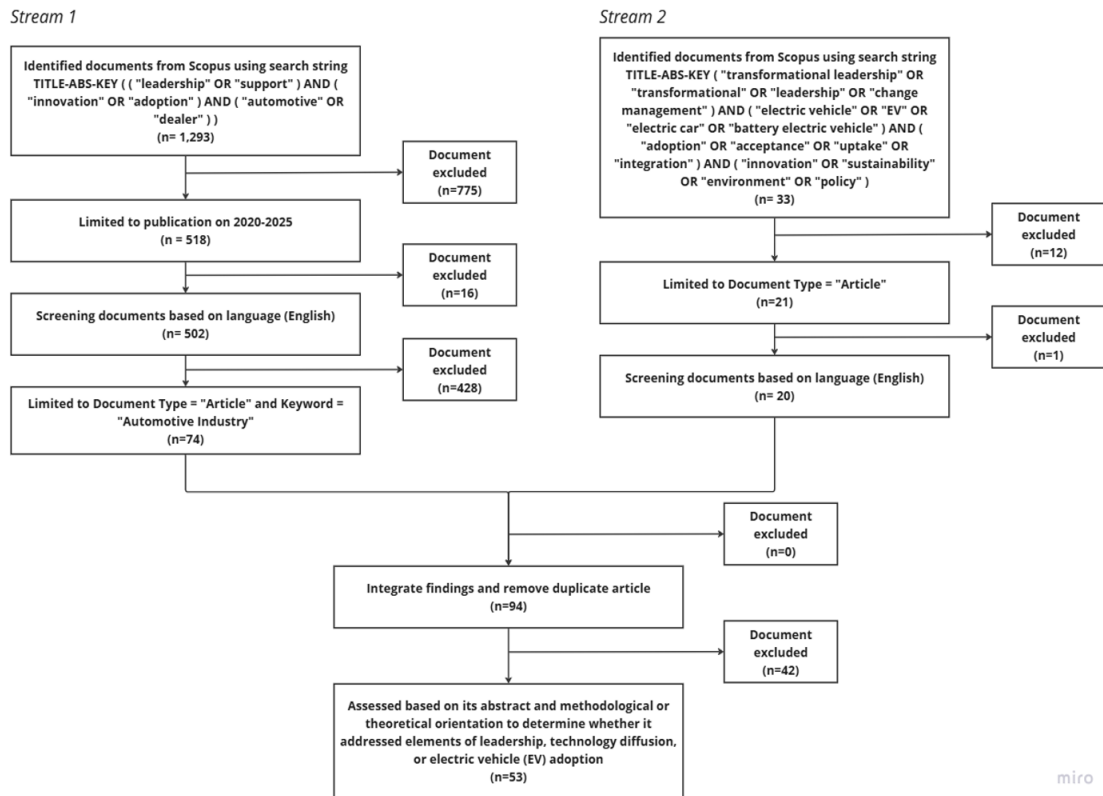 Stream 1
Identified documents from Scopus using search string
TITLE-ABS-KEY ( ( "leadership" OR "support" ) AND (
"innovation" OR "adoption" ) AND ( "automotive" OR
"dealer" ) )
(n= 1,293)
Document
excluded
(n=775)
Limited to publication on 2020-2025
(n = 518)
Document
excluded
(n=16)
Screening documents based on language (English)
(n= 502)
Document
excluded
(n=428)
Limited to Document Type = "Article" and Keyword =
"Automotive Industry"
(n=74)
Stream 2
Identified documents from Scopus using search string
TITLE-ABS-KEY ( "transformational leadership" OR
"transformational" OR "leadership" OR "change
management" ) AND ( "electric vehicle" OR "EV" OR
"electric car" OR "battery electric vehicle" ) AND (
"adoption" OR "acceptance" OR "uptake" OR
"integration" ) AND ( "innovation" OR "sustainability"
OR "environment" OR "policy" )
(n= 33)
Document
excluded
(n=12)
Limited to Document Type = "Article"
(n=21)
Document
excluded
(n=1)
Screening documents based on language (English)
(n= 20)
Document
excluded
(n=0)
Integrate findings and remove duplicate article
(n=94)
Document
excluded
(n=42)
Assessed based on its abstract and methodological or
theoretical orientation to determine whether it
addressed elements of leadership, technology diffusion,
or electric vehicle (EV) adoption
(n=53)
miro